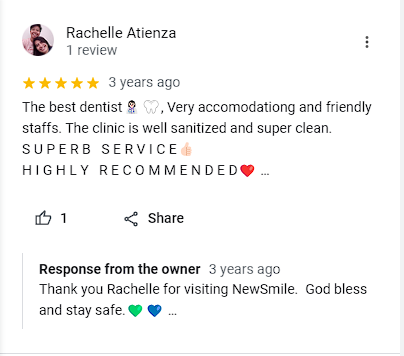 Rachelle Atienza
1 review
3 years ago
The best dentist 👩🏻‍⚕️ 🦷, Very accomodationg and friendly
staffs. The clinic is well sanitized and super clean.
S U P E R B  S E R V I C E👍🏻
H I G H L Y  R E C O M M E N D E D❤️ ...
1
Share
Response from the owner 3 years ago
Thank you Rachelle for visiting NewSmile.  God bless
and stay safe.💚 💙 ...